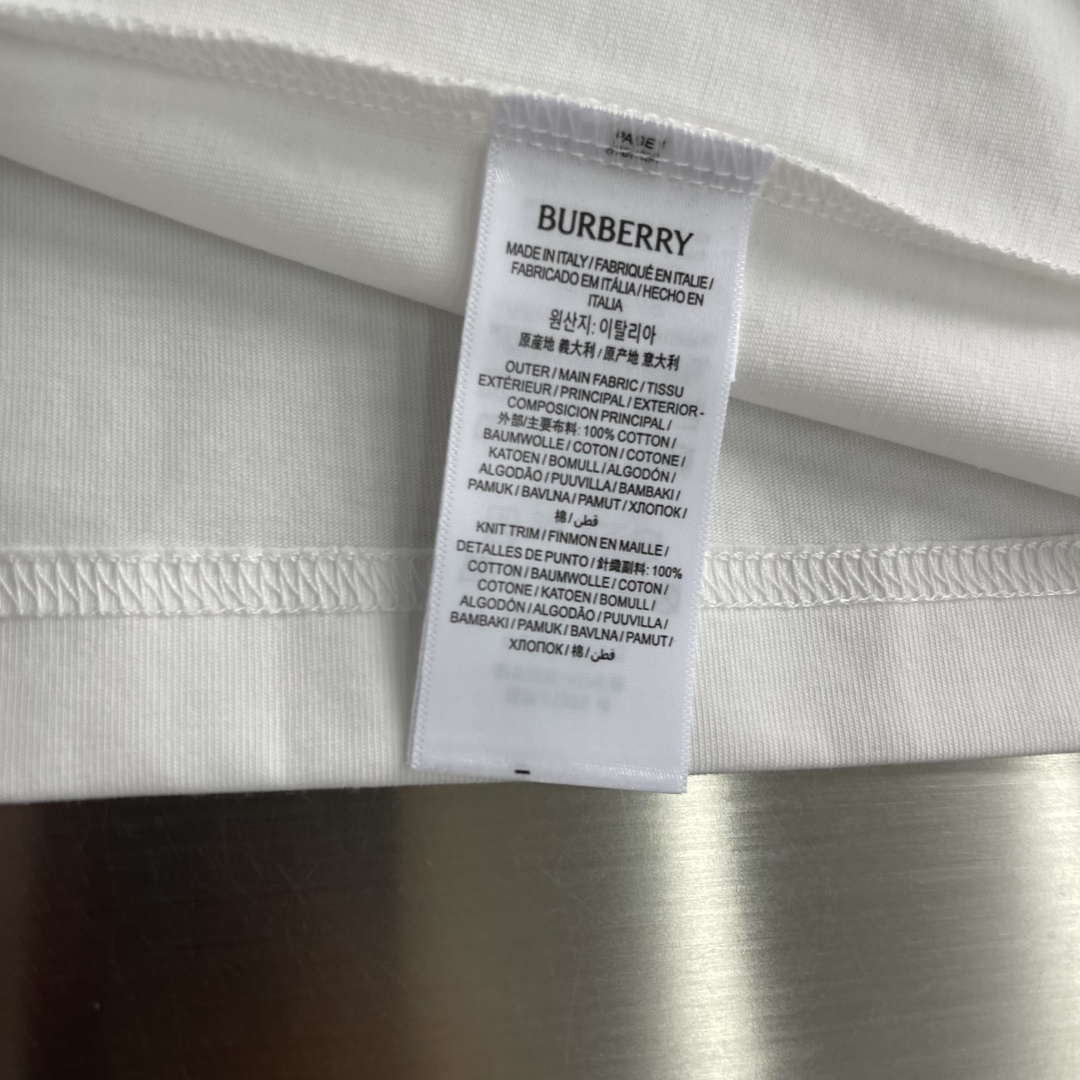 PAGE 1
BURBERRY
MADE IN ITALY / FABRIQUÉ EN ITALIE /
FABRICADO EM ITÁLIA / HECHO EN
ITALIA
원산지: 이탈리아
原産地 義大利 / 原产地 意大利
OUTER / MAIN FABRIC / TISSU
EXTÉRIEUR / PRINCIPAL / EXTERIOR -
COMPOSICION PRINCIPAL /
外部/主要布料: 100% COTTON /
BAUMWOLLE / COTON / COTONE /
KATOEN / BOMULL / ALGODÓN /
ALGODÃO / PUUVILLA / BAMBAKI /
PAMUK / BAVLNA / PAMUT / ХЛОПОК /
棉 / قطن
KNIT TRIM / FINMON EN MAILLE /
DETALLES DE PUNTO / 針織副料: 100%
COTTON / BAUMWOLLE / COTON /
COTONE / KATOEN / BOMULL /
ALGODÓN / ALGODÃO / PUUVILLA /
BAMBAKI / PAMUK / BAVLNA / PAMUT /
ХЛОПОК / 棉 / قطن